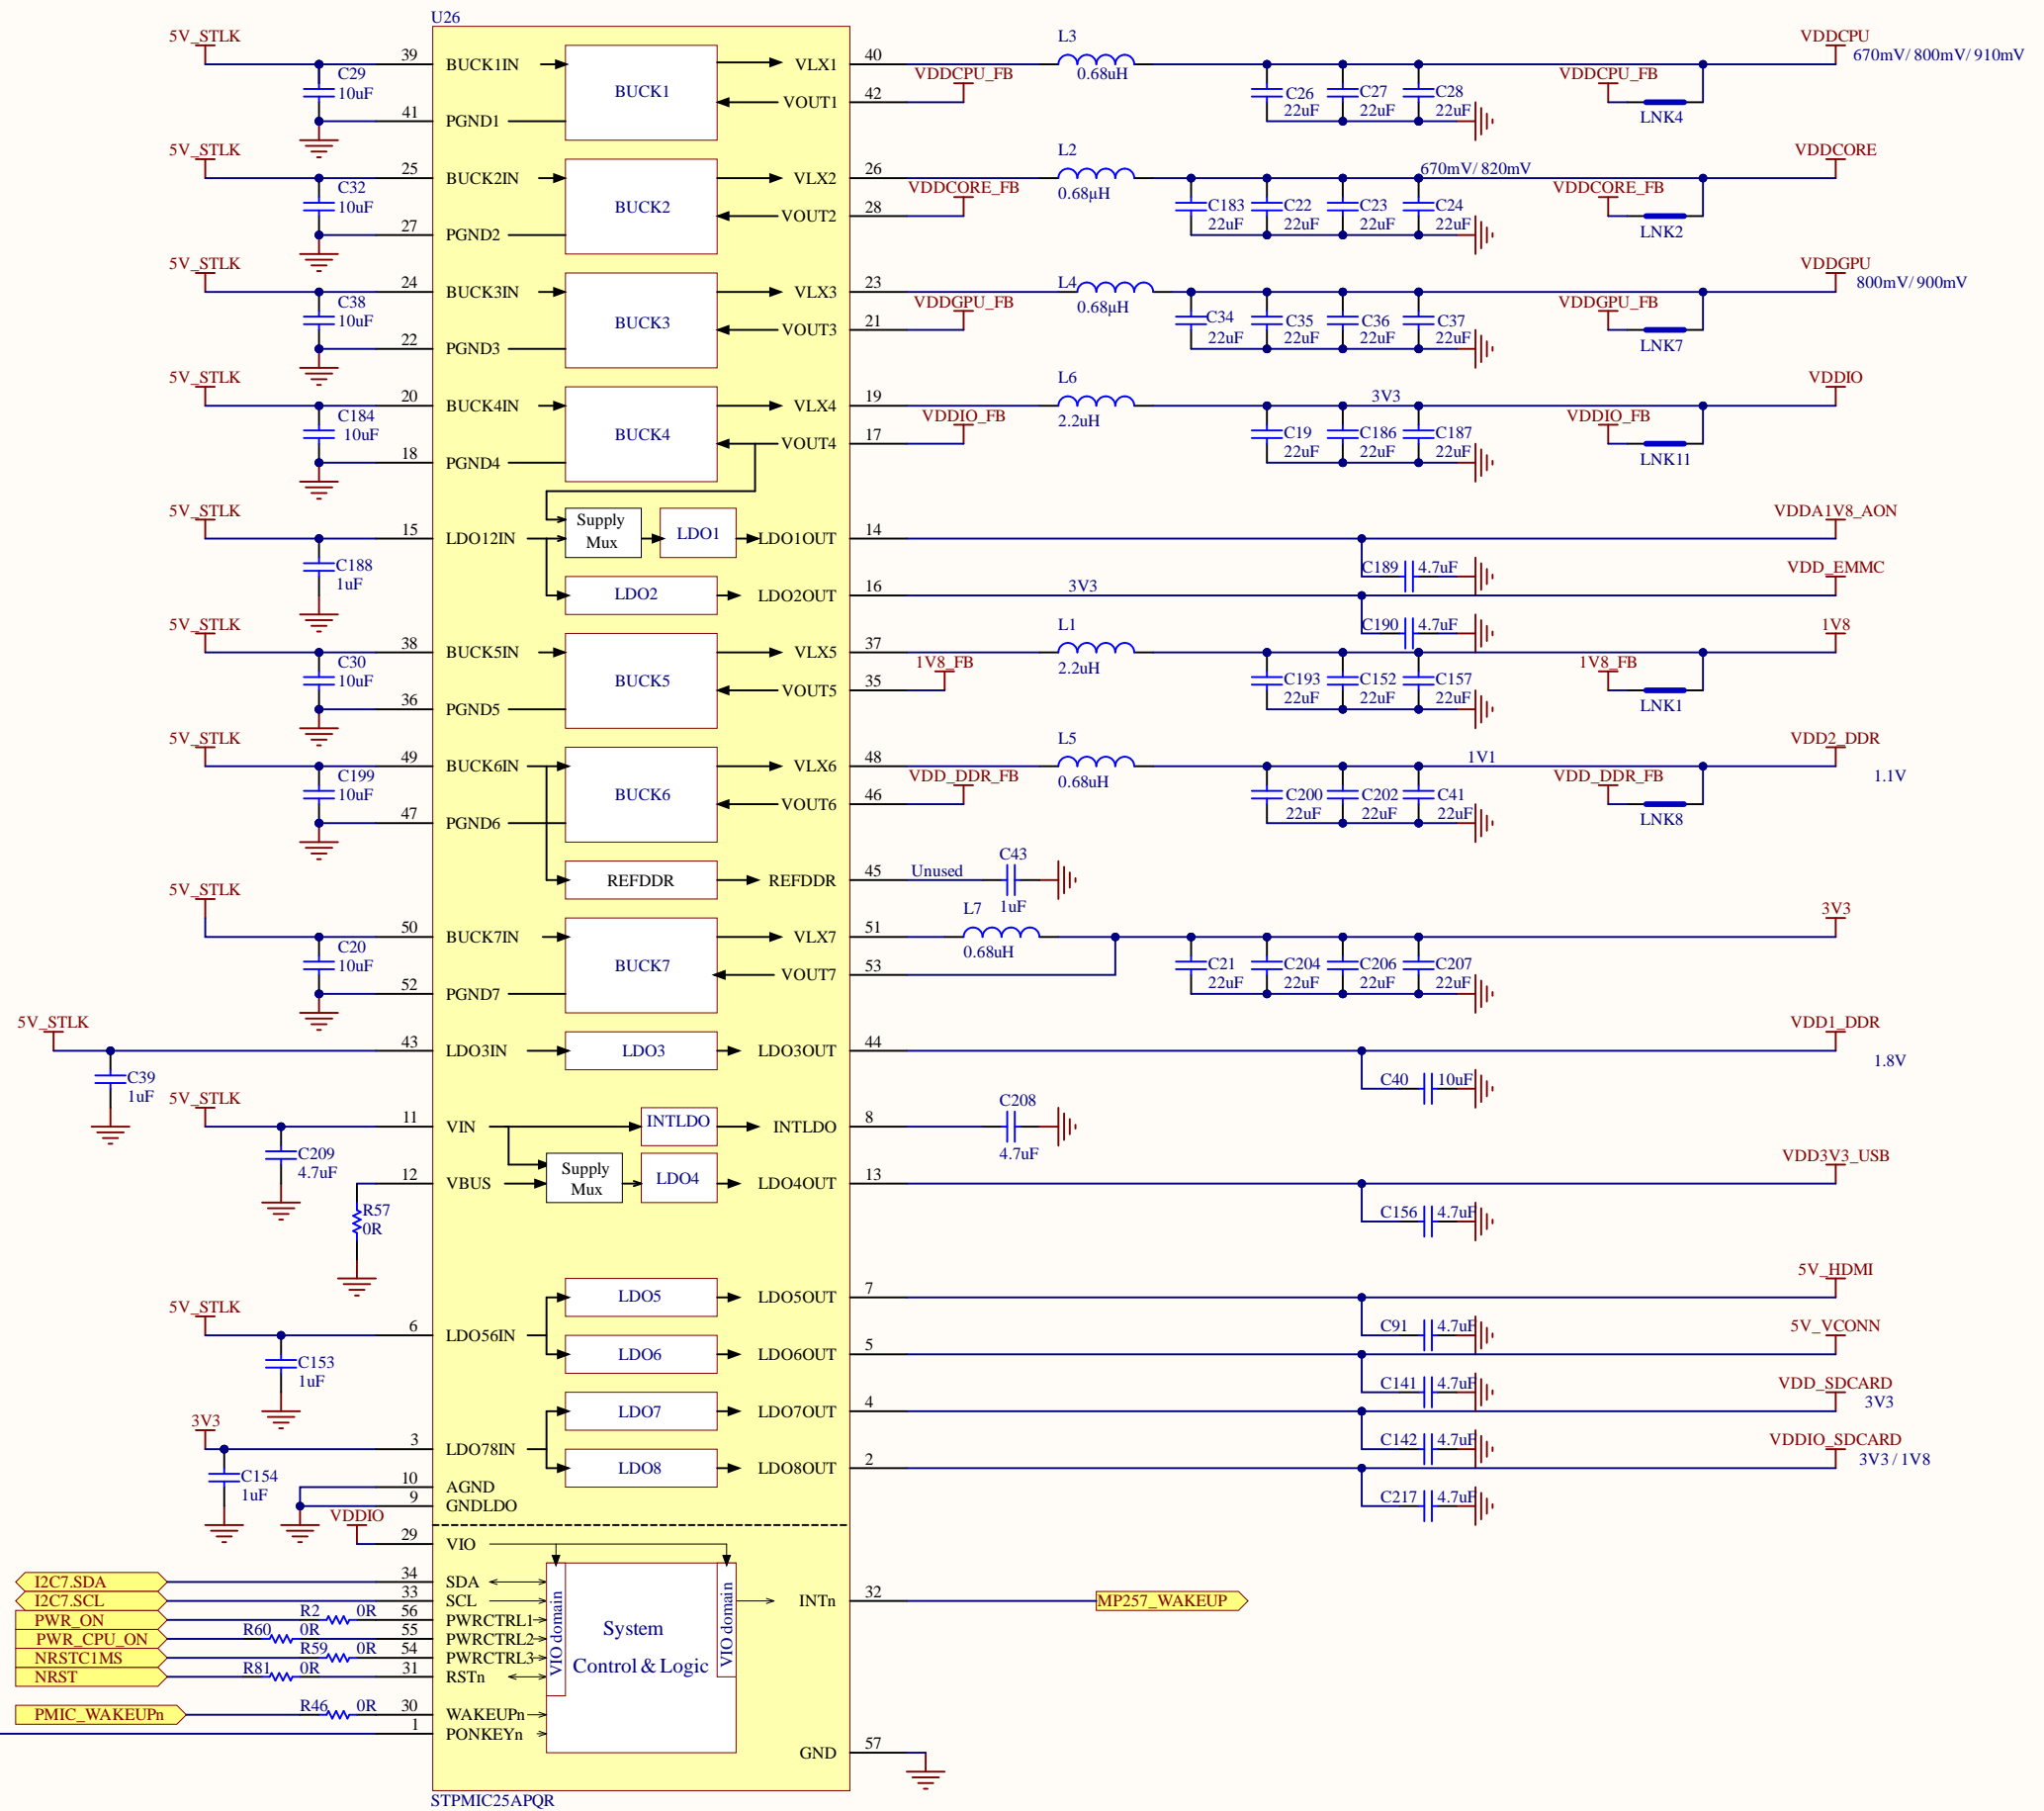 U26
5V_STLK
C29
10uF
39
41
BUCK1IN
PGND1
BUCK1
VLX1
VOUT1
40
42
VDDCPU_FB
L3
0.68uH
C26
22uF
C27
22uF
C28
22uF
VDDCPU_FB
LNK4
VDDCPU
670mV/ 800mV/ 910mV
5V_STLK
C32
10uF
25
27
BUCK2IN
PGND2
BUCK2
VLX2
VOUT2
26
28
VDDCORE_FB
L2
0.68µH
C183
22uF
C22
22uF
C23
22uF
C24
22uF
670mV/ 820mV
VDDCORE_FB
LNK2
VDDCORE
5V_STLK
C38
10uF
24
22
BUCK3IN
PGND3
BUCK3
VLX3
VOUT3
23
21
VDDGPU_FB
L4
0.68µH
C34
22uF
C35
22uF
C36
22uF
C37
22uF
VDDGPU_FB
LNK7
VDDGPU
800mV/ 900mV
5V_STLK
C184
10uF
20
18
BUCK4IN
PGND4
BUCK4
VLX4
VOUT4
19
17
VDDIO_FB
L6
2.2uH
C19
22uF
C186
22uF
C187
22uF
3V3
VDDIO_FB
LNK11
VDDIO
5V_STLK
C188
1uF
15
LDO12IN
Supply
Mux
LDO1
LDO1OUT
14
C189
4.7uF
VDDA1V8_AON
LDO2
LDO2OUT
16
3V3
C190
4.7uF
VDD_EMMC
5V_STLK
C30
10uF
38
36
BUCK5IN
PGND5
BUCK5
VLX5
VOUT5
37
35
1V8_FB
L1
2.2uH
C193
22uF
C152
22uF
C157
22uF
1V8_FB
LNK1
1V8
5V_STLK
C199
10uF
49
47
BUCK6IN
PGND6
BUCK6
VLX6
VOUT6
48
46
VDD_DDR_FB
L5
0.68uH
C200
22uF
C202
22uF
C41
22uF
1V1
VDD_DDR_FB
LNK8
VDD2_DDR
1.1V
REFDDR
REFDDR
45
Unused
C43
1uF
5V_STLK
C20
10uF
50
52
BUCK7IN
PGND7
BUCK7
VLX7
VOUT7
51
53
L7
0.68uH
C21
22uF
C204
22uF
C206
22uF
C207
22uF
3V3
5V_STLK
C39
1uF
43
LDO3IN
LDO3
LDO3OUT
44
C40
10uF
VDD1_DDR
1.8V
5V_STLK
C209
4.7uF
11
VIN
INTLDO
INTLDO
8
C208
4.7uF
R57
0R
12
VBUS
Supply
Mux
LDO4
LDO4OUT
13
C156
4.7uF
VDD3V3_USB
5V_STLK
C153
1uF
6
LDO56IN
LDO5
LDO5OUT
7
C91
4.7uF
5V_HDMI
LDO6
LDO6OUT
5
C141
4.7uF
5V_VCONN
3V3
C154
1uF
3
LDO78IN
LDO7
LDO7OUT
4
C142
4.7uF
VDD_SDCARD
3V3
LDO8
LDO8OUT
2
C217
4.7uF
VDDIO_SDCARD
3V3 / 1V8
10
AGND
9
GNDLDO
VDDIO
29
VIO
I2C7.SDA
34
SDA
I2C7.SCL
33
SCL
PWR_ON
R2
0R
56
PWRCTRL1
PWR_CPU_ON
R60
0R
55
PWRCTRL2
NRSTC1MS
R59
0R
54
PWRCTRL3
NRST
R81
0R
31
RSTn
PMIC_WAKEUPn
R46
0R
30
WAKEUPn
1
PONKEYn
VIO domain
System
Control & Logic
VIO domain
INTn
32
MP257_WAKEUP
GND
57
STPMIC25APQR